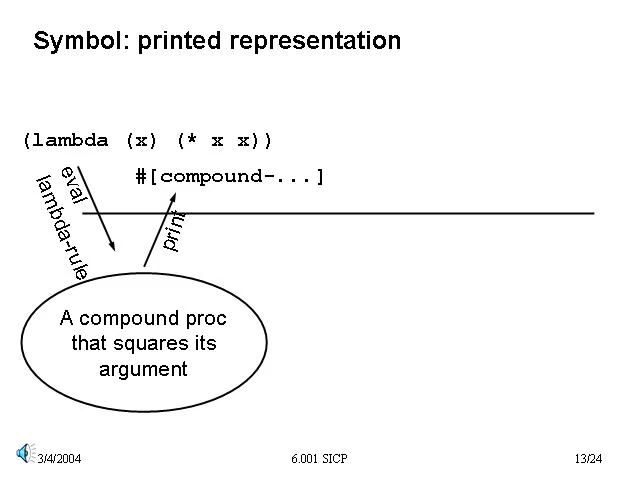 Symbol: printed representation
(lambda (x) (* x x))
#[compound-...]
eval
lambda-rule
print
A compound proc
that squares its
argument
3/4/2004
6.001 SICP
13/24